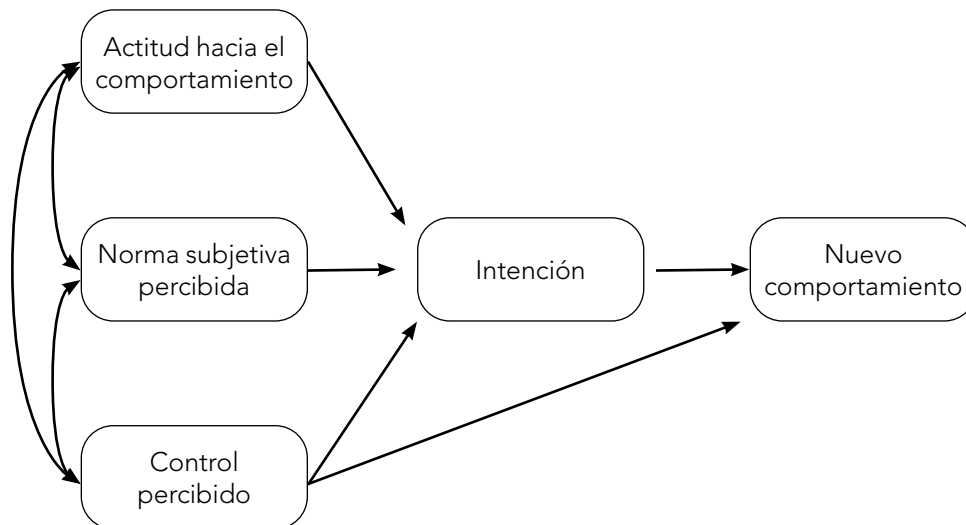 Actitud hacia el
comportamiento
Norma subjetiva
percibida
Intención
Nuevo
comportamiento
Control
percibido